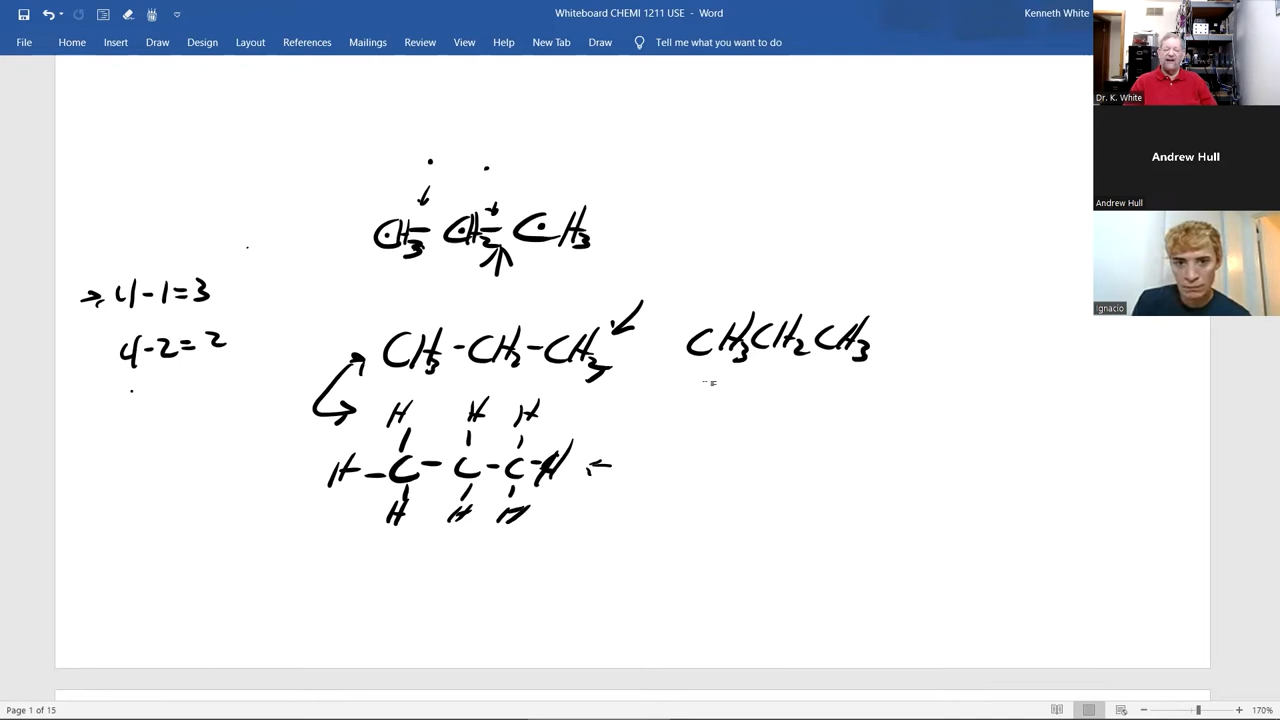 Whiteboard CHEMI 1211 USE - Word
Kenneth White
File Home Insert Draw Design Layout References Mailings Review View Help New Tab Draw Tell me what you want to do
Dr. K. White
Andrew Hull
Andrew Hull
Ignacio
CH3- CH2- CH3
→ 4-1=3
4-2=2
CH3-CH2-CH3
CH3CH2CH3
H H H
H-C-C-C-H ←
H H H
Page 1 of 15
170%